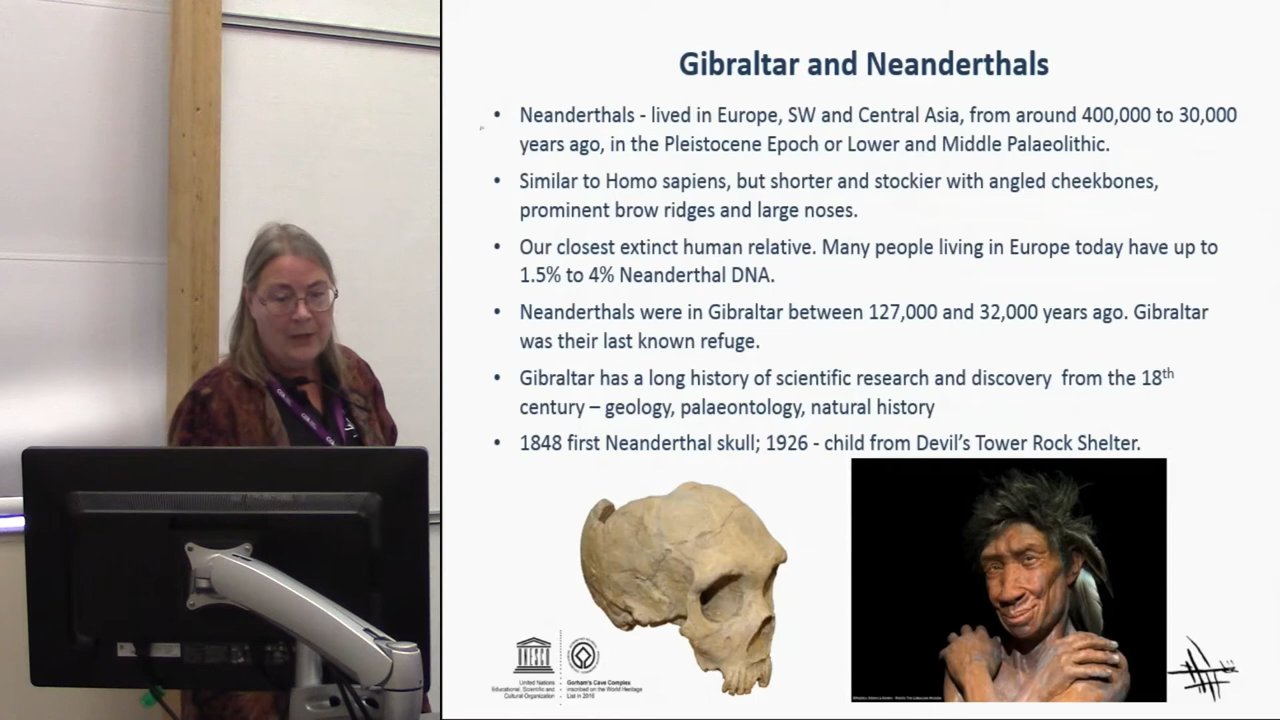 Gibraltar and Neanderthals
• Neanderthals - lived in Europe, SW and Central Asia, from around 400,000 to 30,000
years ago, in the Pleistocene Epoch or Lower and Middle Palaeolithic.
• Similar to Homo sapiens, but shorter and stockier with angled cheekbones,
prominent brow ridges and large noses.
• Our closest extinct human relative. Many people living in Europe today have up to
1.5% to 4% Neanderthal DNA.
• Neanderthals were in Gibraltar between 127,000 and 32,000 years ago. Gibraltar
was their last known refuge.
• Gibraltar has a long history of scientific research and discovery from the 18th
century – geology, palaeontology, natural history
• 1848 first Neanderthal skull; 1926 - child from Devil's Tower Rock Shelter.
UNESCO
United Nations
Educational, Scientific and
Cultural Organization
Gorham's Cave Complex
inscribed on the World Heritage
List in 2016